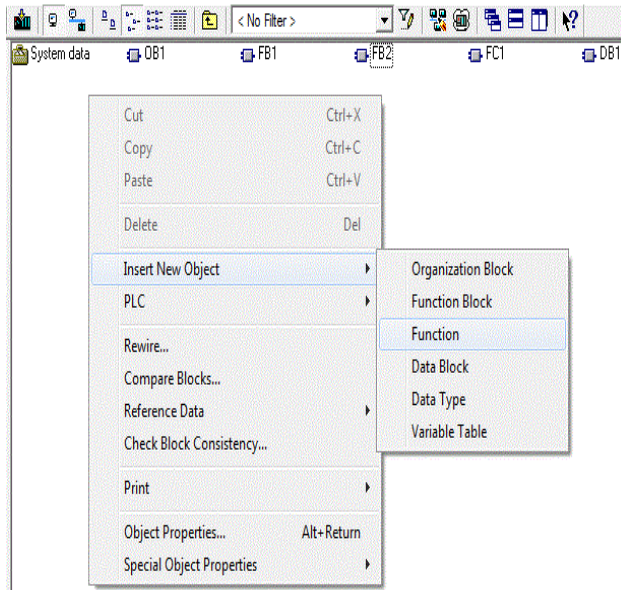 < No Filter >
System data OB1 FB1 FB2 FC1 DB1
Cut Ctrl+X
Copy Ctrl+C
Paste Ctrl+V
Delete Del
Insert New Object
PLC
Rewire...
Compare Blocks...
Reference Data
Check Block Consistency...
Print
Object Properties... Alt+Return
Special Object Properties
Organization Block
Function Block
Function
Data Block
Data Type
Variable Table